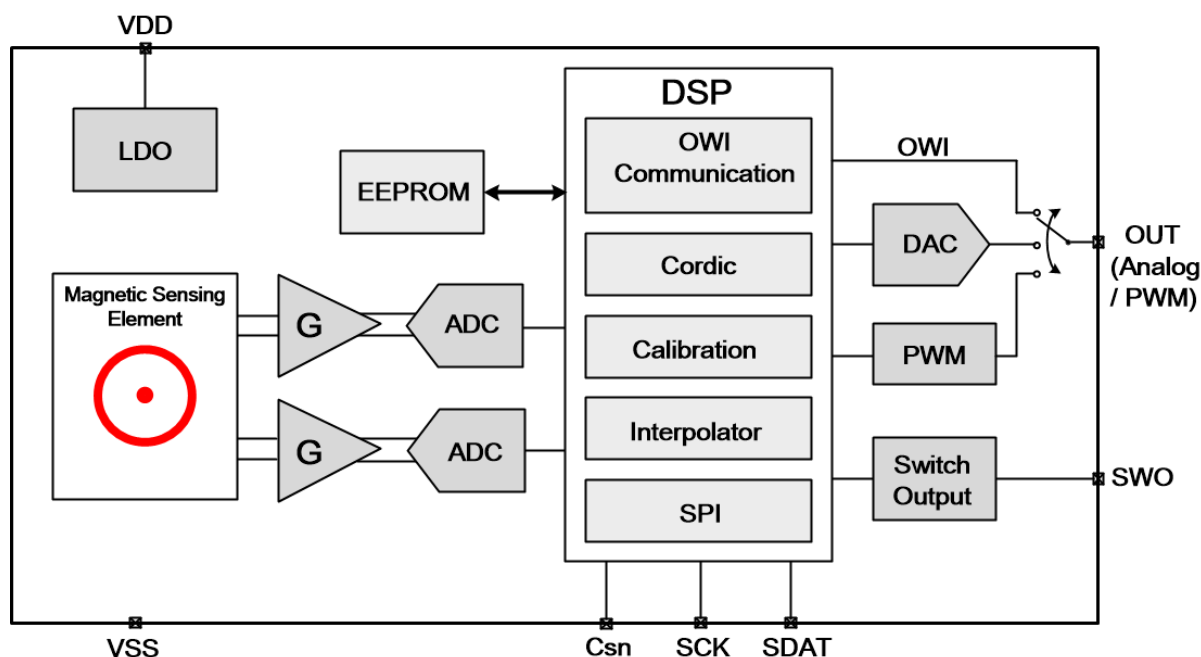 VDD
LDO
EEPROM
Magnetic Sensing
Element
G
ADC
G
ADC
DSP
OWI
Communication
Cordic
Calibration
Interpolator
SPI
OWI
DAC
PWM
Switch
Output
OUT
(Analog
/ PWM)
SWO
VSS
Csn
SCK
SDAT